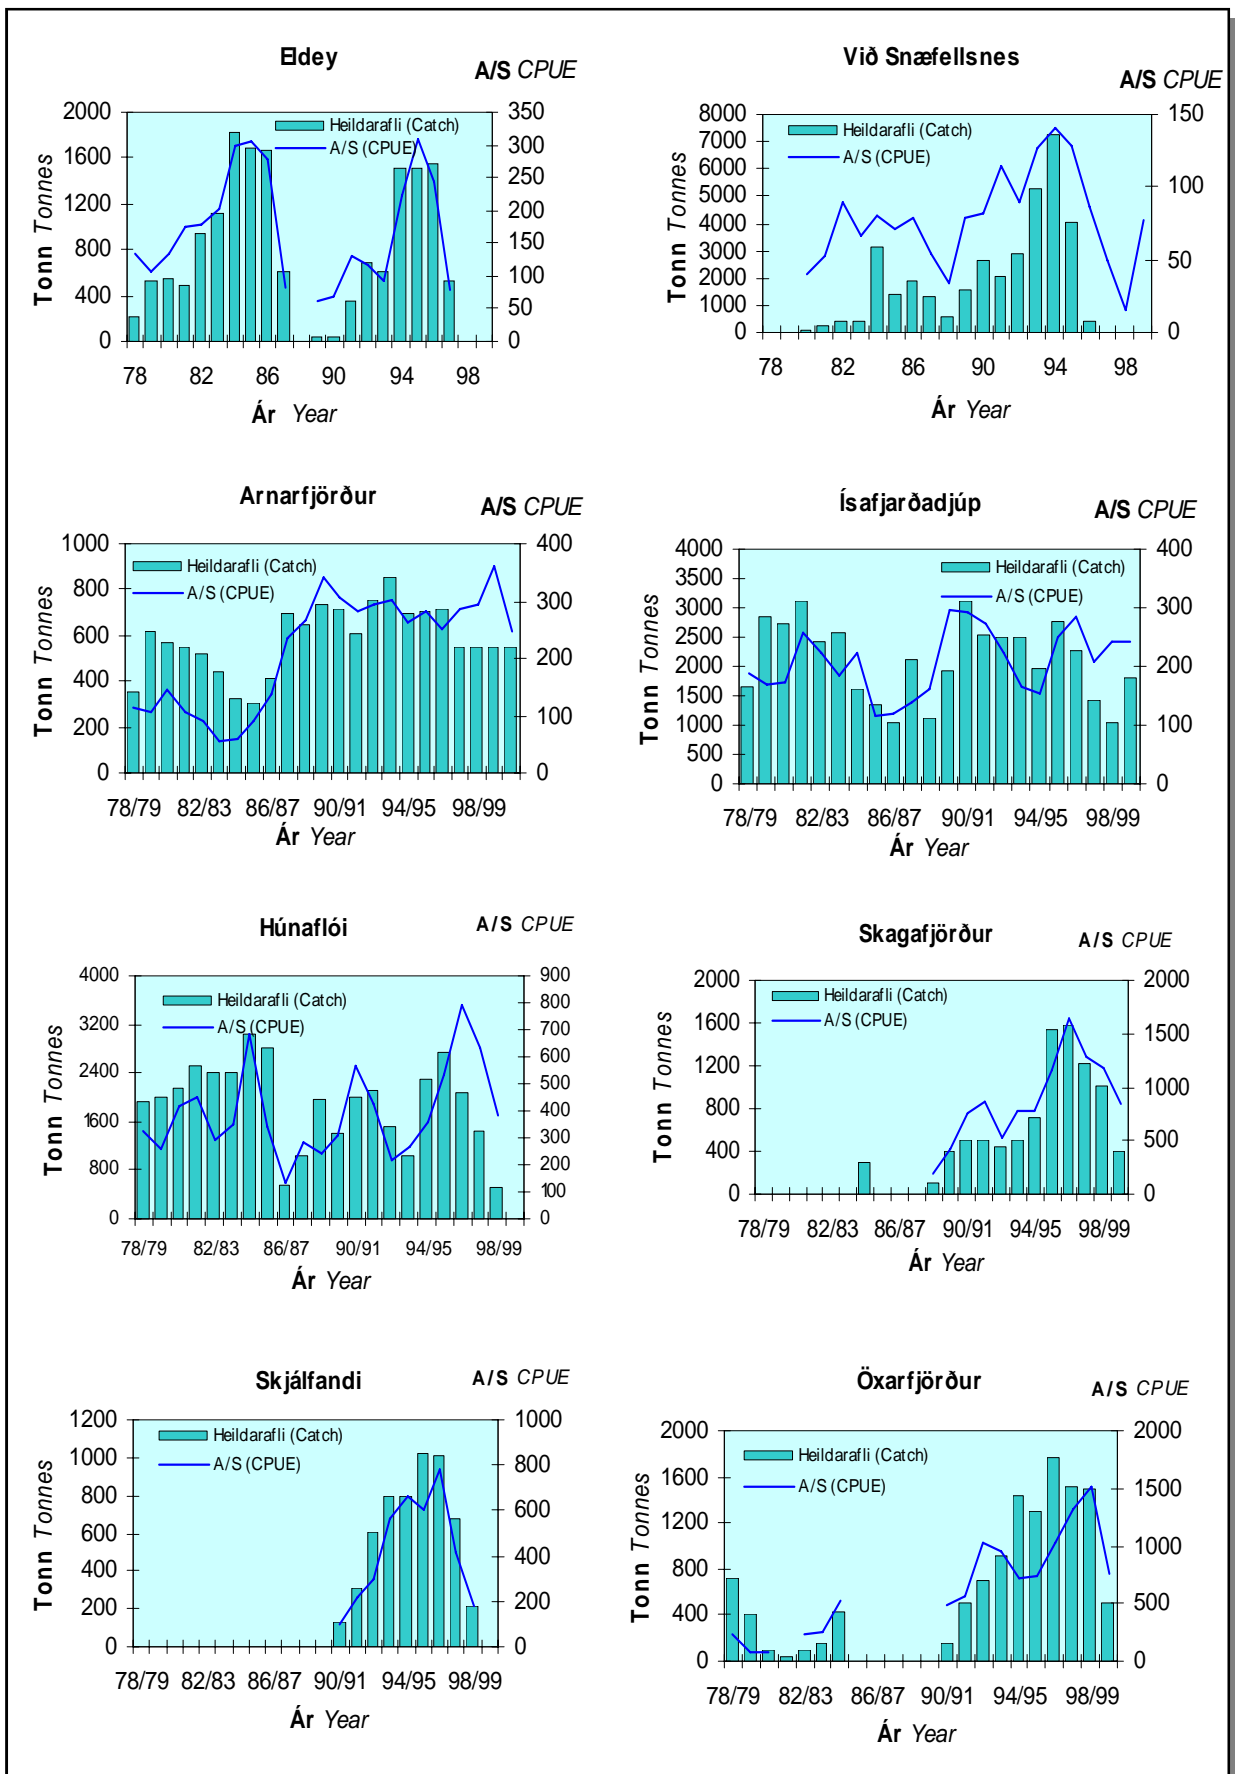 Eldey
A/S CPUE
2000
1600
1200
800
400
0
350
300
250
200
150
100
50
0
Heildarafli (Catch)
A/S (CPUE)
Tonn Tonnes
78 82 86 90 94 98
Ár Year
Við Snæfellsnes
A/S CPUE
8000
7000
6000
5000
4000
3000
2000
1000
0
150
100
50
0
Heildarafli (Catch)
A/S (CPUE)
Tonn Tonnes
78 82 86 90 94 98
Ár Year
Arnarfjörður
A/S CPUE
1000
800
600
400
200
0
400
300
200
100
0
Heildarafli (Catch)
A/S (CPUE)
Tonn Tonnes
78/79 82/83 86/87 90/91 94/95 98/99
Ár Year
Ísafjarðadjúp
A/S CPUE
4000
3500
3000
2500
2000
1500
1000
500
0
400
300
200
100
0
Heildarafli (Catch)
A/S (CPUE)
Tonn Tonnes
78/79 82/83 86/87 90/91 94/95 98/99
Ár Year
Húnaflói
A/S CPUE
4000
3200
2400
1600
800
0
900
800
700
600
500
400
300
200
100
0
Heildarafli (Catch)
A/S (CPUE)
Tonn Tonnes
78/79 82/83 86/87 90/91 94/95 98/99
Ár Year
Skagafjörður
A/S CPUE
2000
1600
1200
800
400
0
2000
1500
1000
500
0
Heildarafli (Catch)
A/S (CPUE)
Tonn Tonnes
78/79 82/83 86/87 90/91 94/95 98/99
Ár Year
Skjálfandi
A/S CPUE
1200
1000
800
600
400
200
0
1000
800
600
400
200
0
Heildarafli (Catch)
A/S (CPUE)
Tonn Tonnes
78/79 82/83 86/87 90/91 94/95 98/99
Ár Year
Öxarfjörður
A/S CPUE
2000
1600
1200
800
400
0
2000
1500
1000
500
0
Heildarafli (Catch)
A/S (CPUE)
Tonn Tonnes
78/79 82/83 86/87 90/91 94/95 98/99
Ár Year